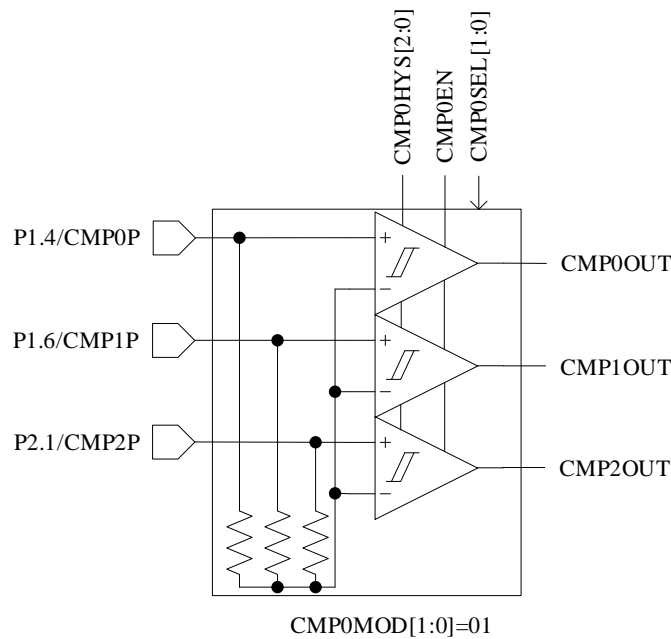 CMP0HYS[2:0]
CMP0EN
CMP0SEL[1:0]
P1.4/CMP0P
+
−
CMP0OUT
P1.6/CMP1P
+
−
CMP1OUT
P2.1/CMP2P
+
−
CMP2OUT
CMP0MOD[1:0]=01